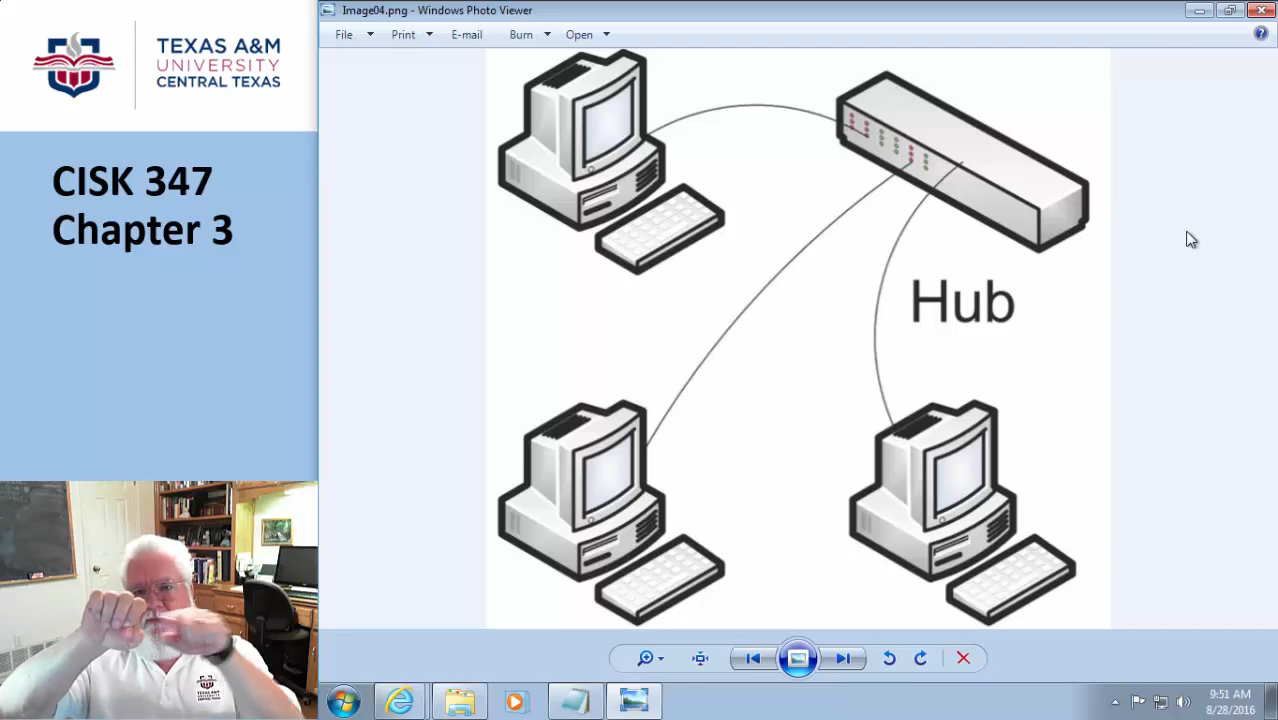 TEXAS A&M
UNIVERSITY
CENTRAL TEXAS
CISK 347
Chapter 3
Image04.png - Windows Photo Viewer
File Print E-mail Burn Open
Hub
9:51 AM
8/28/2016